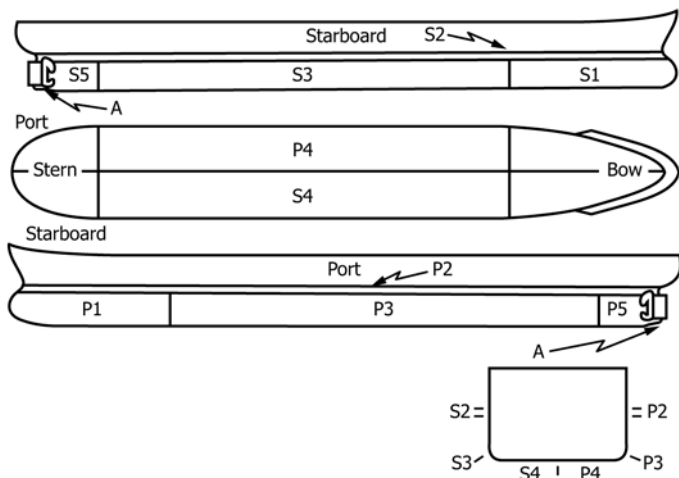 Starboard S2
S5 S3 S1
A
Port
P4
Stern Bow
S4
Starboard
Port P2
P1 P3 P5
A
S2 P2
S3 P3
S4 P4